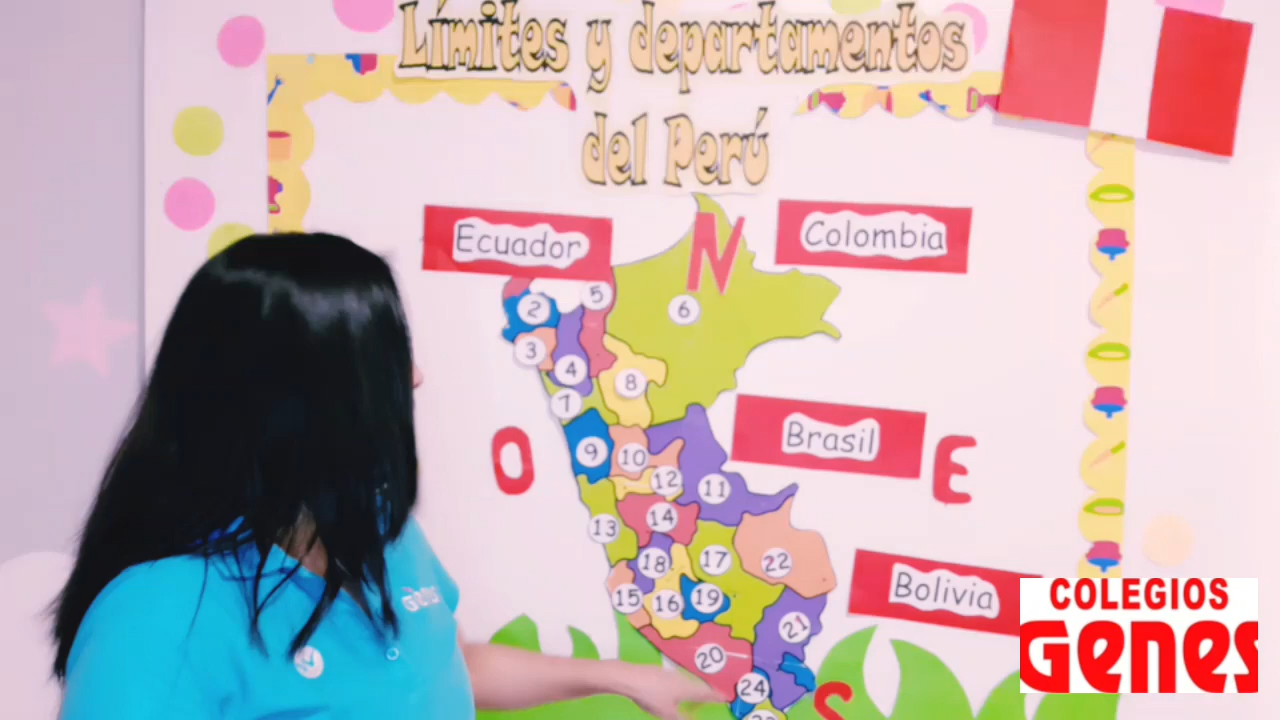 Límites y departamentos
del Perú
Ecuador
N
Colombia
5
2
6
3
4
8
7
O
9
10
Brasil
E
12
11
13
14
18
17
22
15
16
19
Bolivia
21
20
24
S
COLEGIOS
GENES